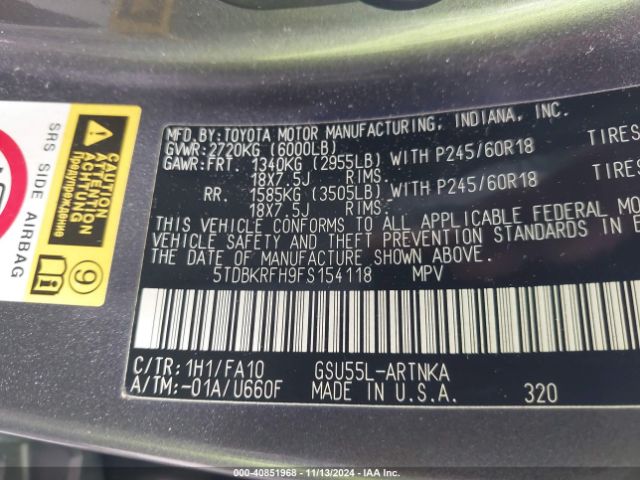 MFD.BY:TOYOTA MOTOR MANUFACTURING, INDIANA, INC.
GVWR:2720KG (6000LB)
GAWR:FRT. 1340KG (2955LB) WITH P245/60R18 TIRES
18X7.5J RIMS.
RR. 1585KG (3505LB) WITH P245/60R18 TIRES
18X7.5J RIMS.
THIS VEHICLE CONFORMS TO ALL APPLICABLE FEDERAL MO
VEHICLE SAFETY AND THEFT PREVENTION STANDARDS IN E
THE DATE OF MANUFACTURE SHOWN ABOVE.
5TDBKRFH9FS154118 MPV
C/TR:1H1/FA10 GSU55L-ARTNKA
A/TM:-01A/U660F MADE IN U.S.A. 320
SRS SIDE AIRBAG
ATTENTION
ACHTUNG
Предупреждение
9
i
000-40851968 - 11/13/2024 - IAA Inc.